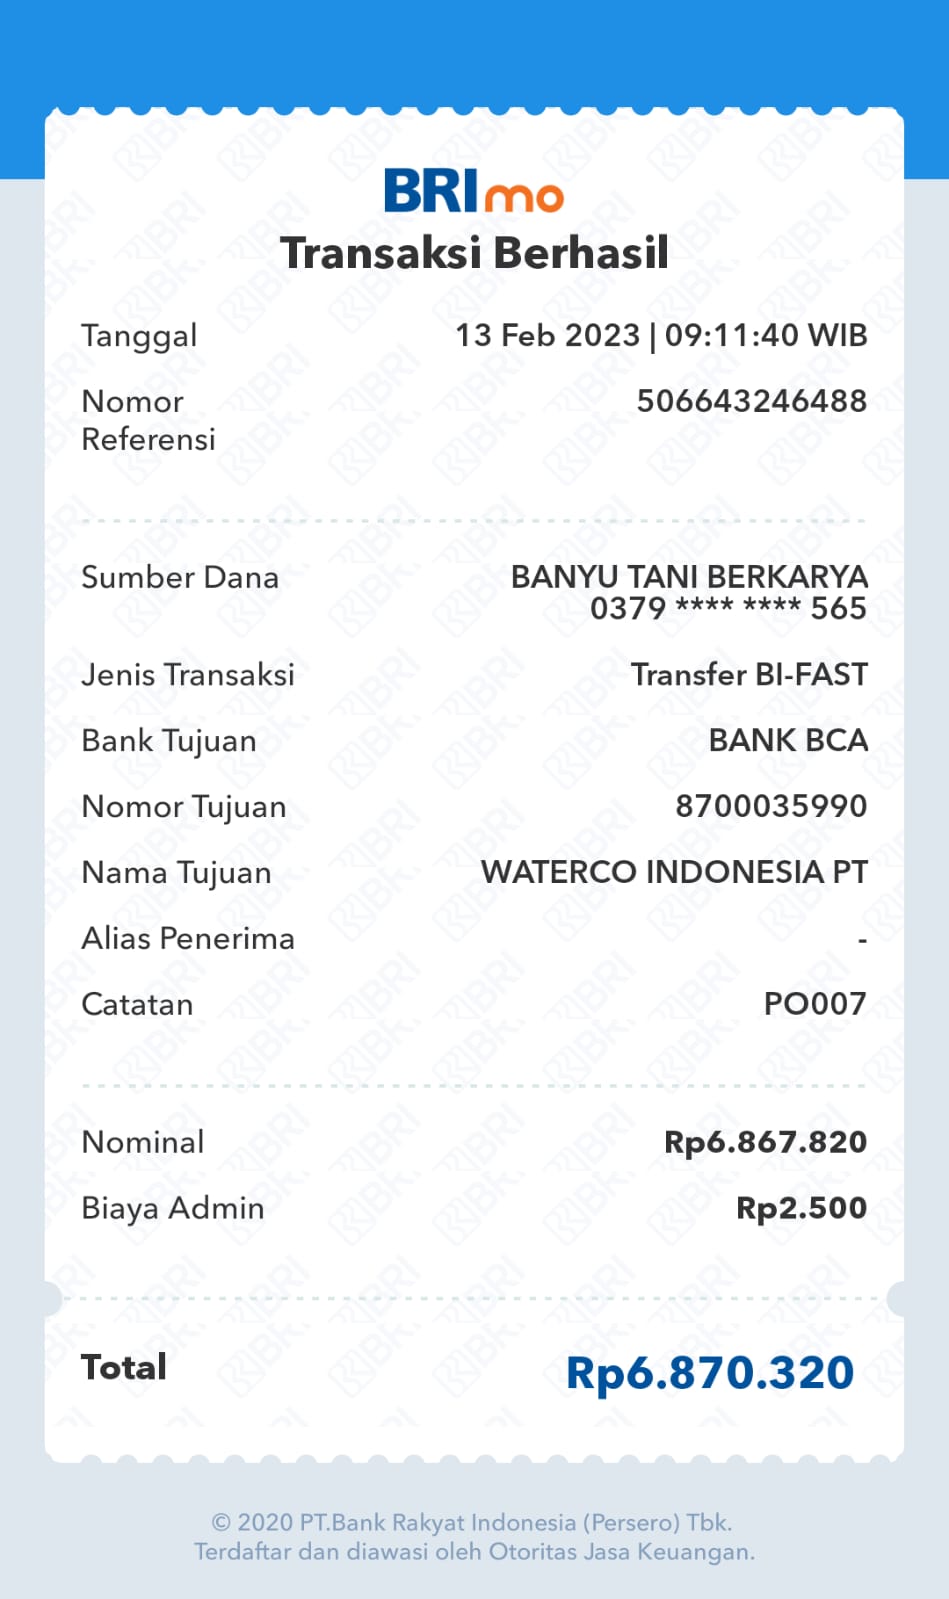 BRImo
Transaksi Berhasil
Tanggal 13 Feb 2023 | 09:11:40 WIB
Nomor 506643246488
Referensi
Sumber Dana BANYU TANI BERKARYA
0379 **** **** 565
Jenis Transaksi Transfer BI-FAST
Bank Tujuan BANK BCA
Nomor Tujuan 8700035990
Nama Tujuan WATERCO INDONESIA PT
Alias Penerima -
Catatan PO007
Nominal Rp6.867.820
Biaya Admin Rp2.500
Total Rp6.870.320
© 2020 PT.Bank Rakyat Indonesia (Persero) Tbk.
Terdaftar dan diawasi oleh Otoritas Jasa Keuangan.